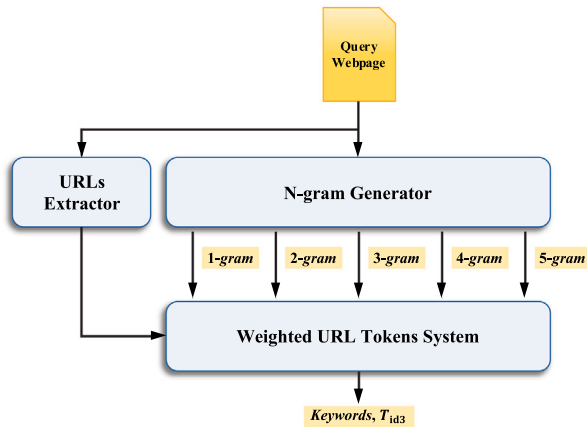 Query
Webpage
URLs
Extractor
N-gram Generator
1-gram 2-gram 3-gram 4-gram 5-gram
Weighted URL Tokens System
Keywords, T_id3